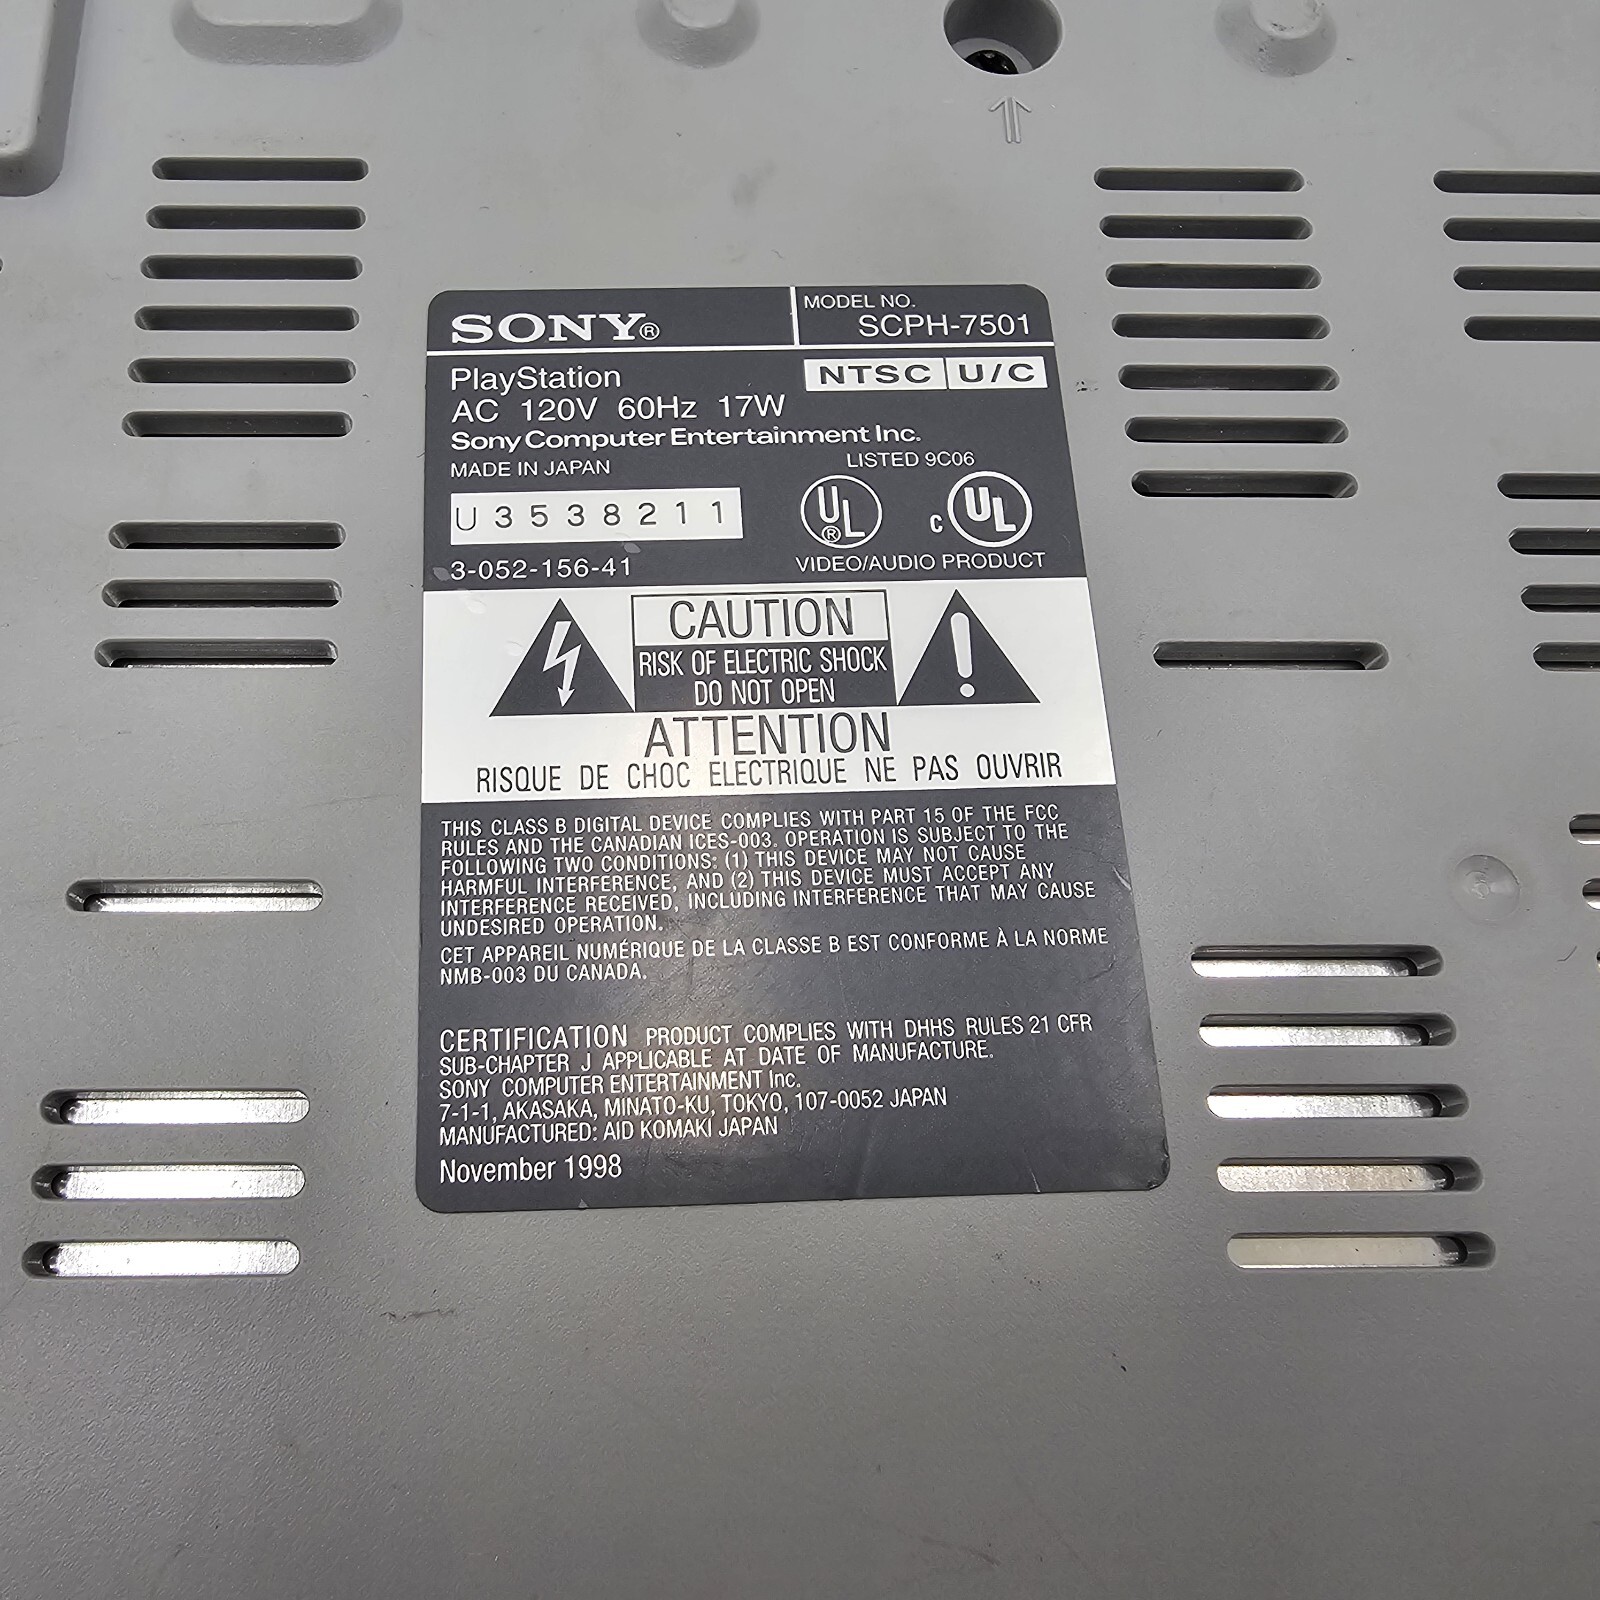 SONY®
MODEL NO.
SCPH-7501
PlayStation
NTSC U/C
AC 120V 60Hz 17W
Sony Computer Entertainment Inc.
MADE IN JAPAN
LISTED 9C06
U3538211
UL® c UL
3-052-156-41
VIDEO/AUDIO PRODUCT
CAUTION
RISK OF ELECTRIC SHOCK
DO NOT OPEN
ATTENTION
RISQUE DE CHOC ELECTRIQUE NE PAS OUVRIR
THIS CLASS B DIGITAL DEVICE COMPLIES WITH PART 15 OF THE FCC
RULES AND THE CANADIAN ICES-003. OPERATION IS SUBJECT TO THE
FOLLOWING TWO CONDITIONS: (1) THIS DEVICE MAY NOT CAUSE
HARMFUL INTERFERENCE, AND (2) THIS DEVICE MUST ACCEPT ANY
INTERFERENCE RECEIVED, INCLUDING INTERFERENCE THAT MAY CAUSE
UNDESIRED OPERATION.
CET APPAREIL NUMÉRIQUE DE LA CLASSE B EST CONFORME À LA NORME
NMB-003 DU CANADA.
CERTIFICATION PRODUCT COMPLIES WITH DHHS RULES 21 CFR
SUB-CHAPTER J APPLICABLE AT DATE OF MANUFACTURE.
SONY COMPUTER ENTERTAINMENT Inc.
7-1-1, AKASAKA, MINATO-KU, TOKYO, 107-0052 JAPAN
MANUFACTURED: AID KOMAKI JAPAN
November 1998